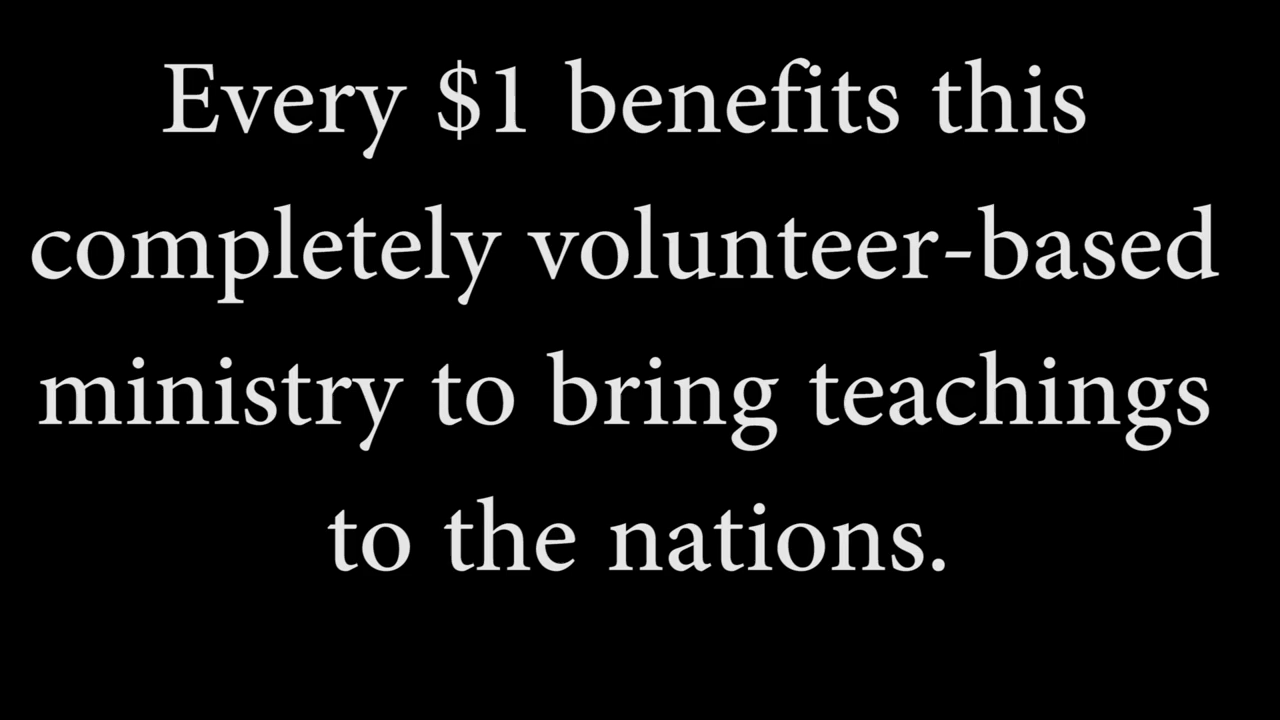 Every $1 benefits this
completely volunteer-based
ministry to bring teachings
to the nations.